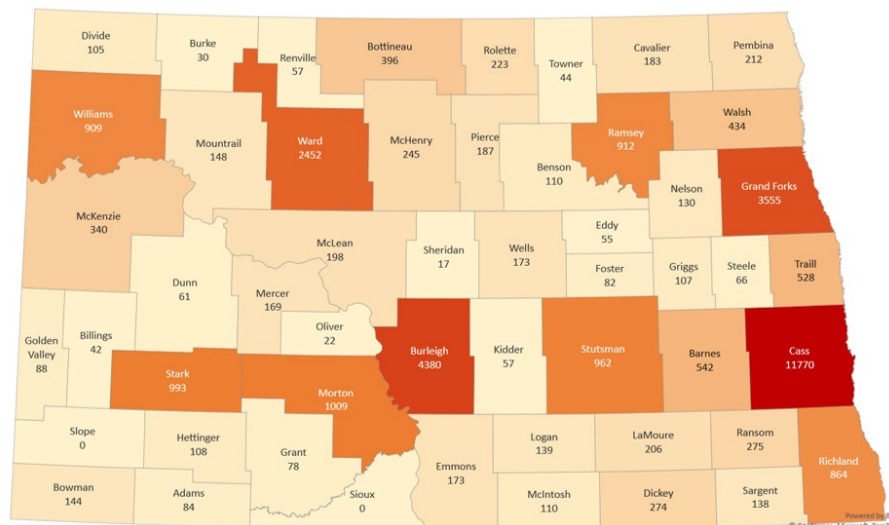 Divide
105
Burke
30
Renville
57
Bottineau
396
Rolette
223
Towner
44
Cavalier
183
Pembina
212
Williams
909
Mountrail
148
Ward
2452
McHenry
245
Pierce
187
Benson
110
Ramsey
912
Walsh
434
Nelson
130
Grand Forks
3555
McKenzie
340
Dunn
61
McLean
198
Mercer
169
Oliver
22
Sheridan
17
Wells
173
Eddy
55
Foster
82
Griggs
107
Steele
66
Traill
528
Golden
Valley
88
Billings
42
Stark
993
Morton
1009
Burleigh
4380
Kidder
57
Stutsman
962
Barnes
542
Cass
11770
Slope
0
Hettinger
108
Grant
78
Bowman
144
Adams
84
Sioux
0
Emmons
173
Logan
139
McIntosh
110
LaMoure
206
Dickey
274
Ransom
275
Sargent
138
Richland
864
Powered by